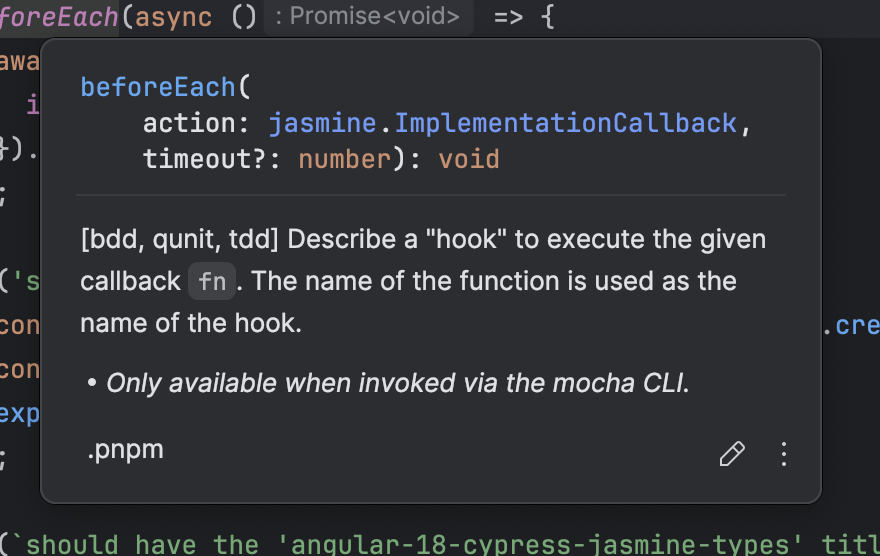 foreEach(async () : Promise<void> => {
awa
beforeEach(
i
action: jasmine.ImplementationCallback,
}).
timeout?: number): void
;
[bdd, qunit, tdd] Describe a "hook" to execute the given
('s
callback fn. The name of the function is used as the
con
name of the hook.
.cre
con
• Only available when invoked via the mocha CLI.
exp
.pnpm
;
(`should have the 'angular-18-cypress-jasmine-types' titl